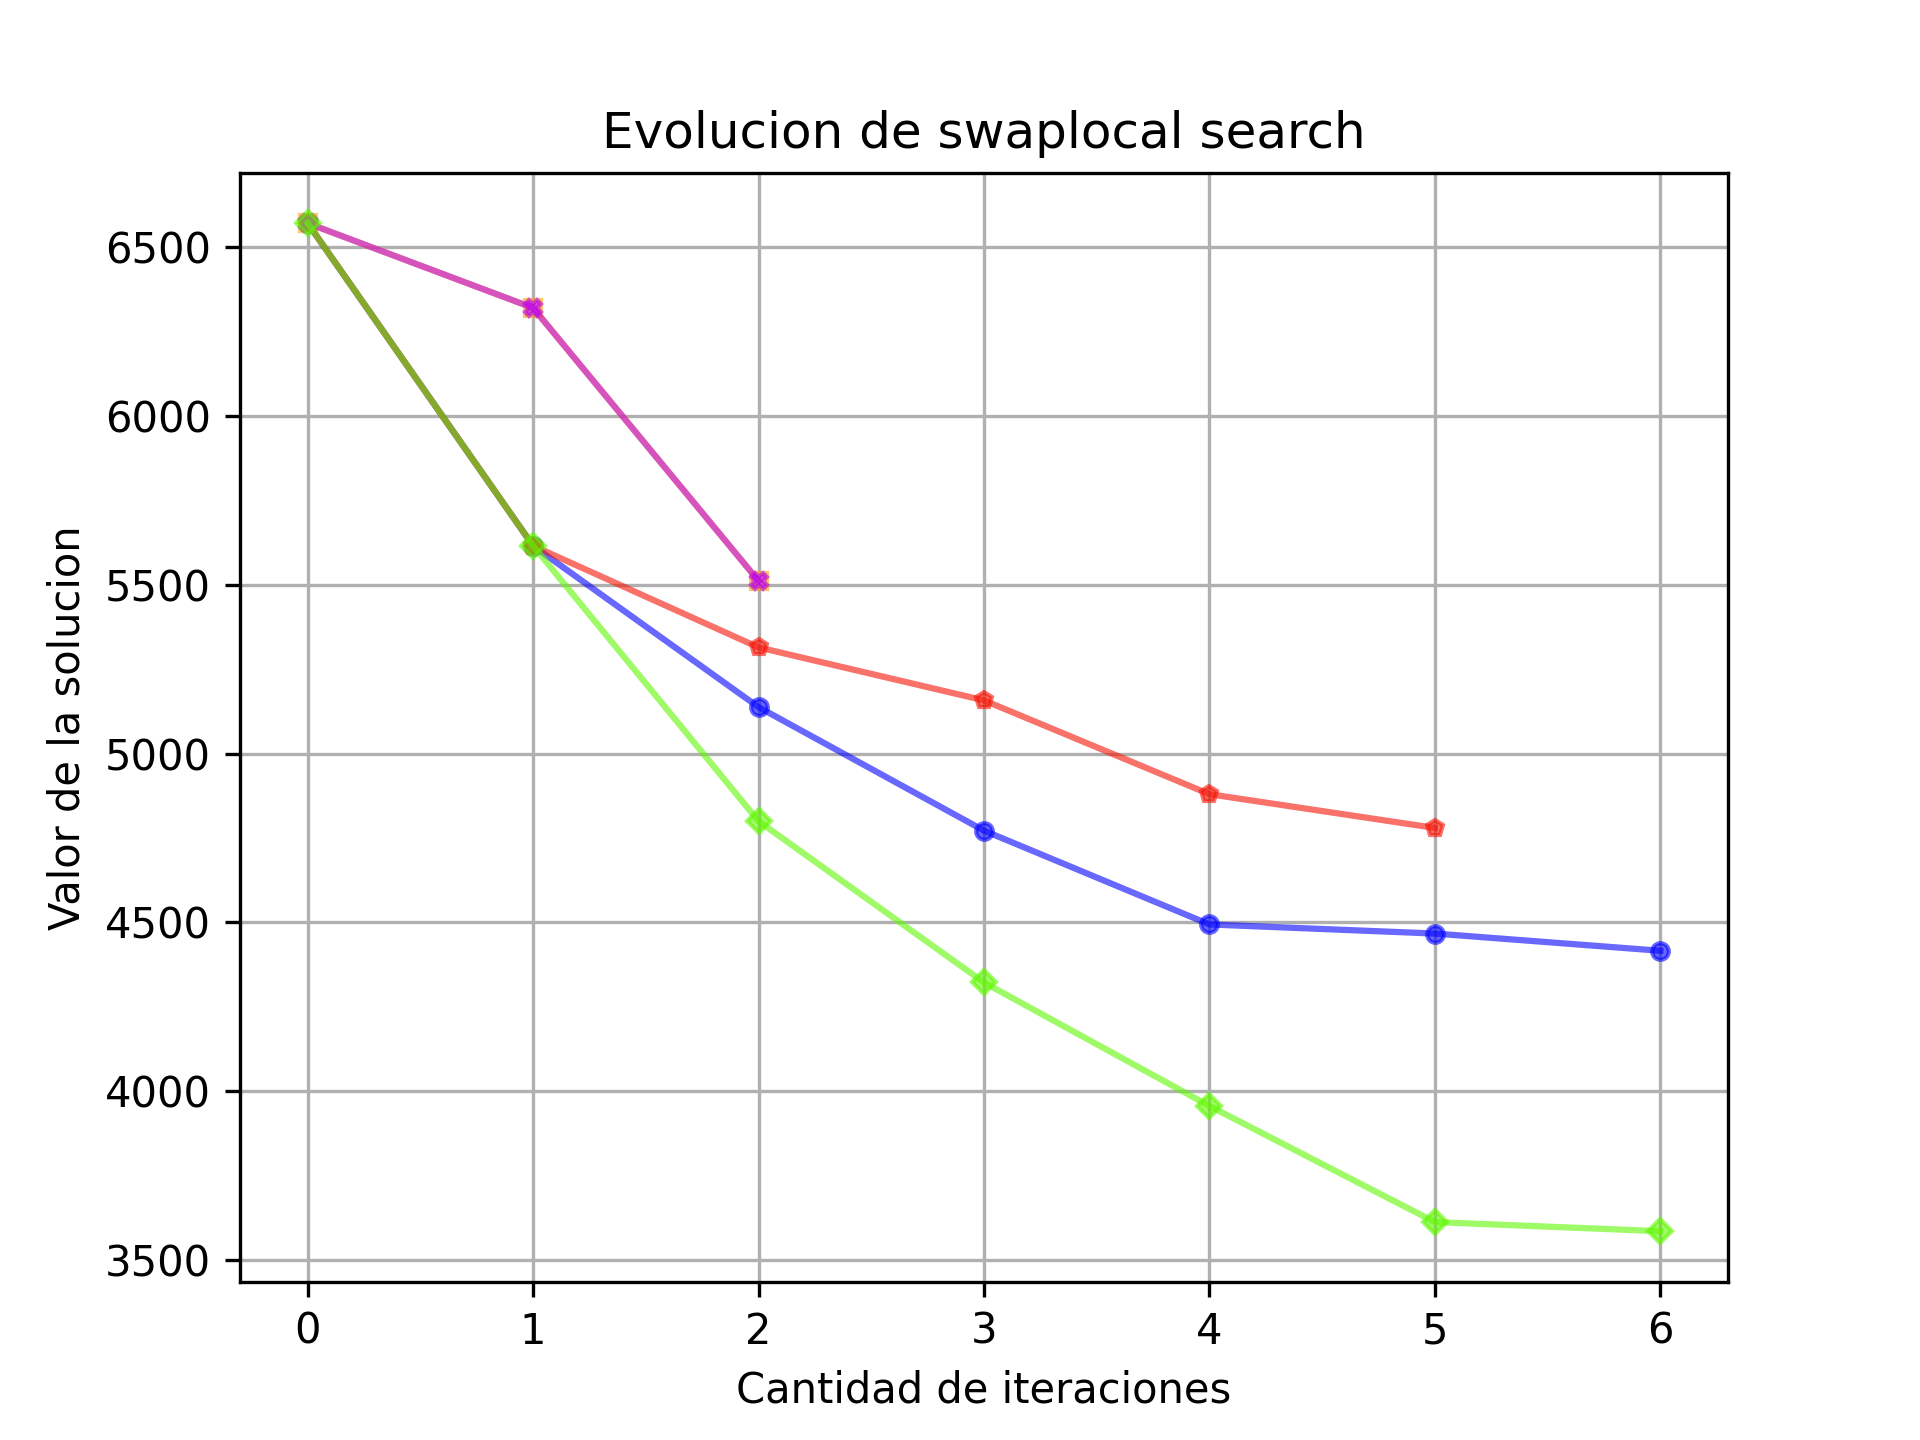 Evolucion de swaplocal search
6500
6000
5500
5000
4500
4000
3500
Valor de la solucion
0 1 2 3 4 5 6
Cantidad de iteraciones